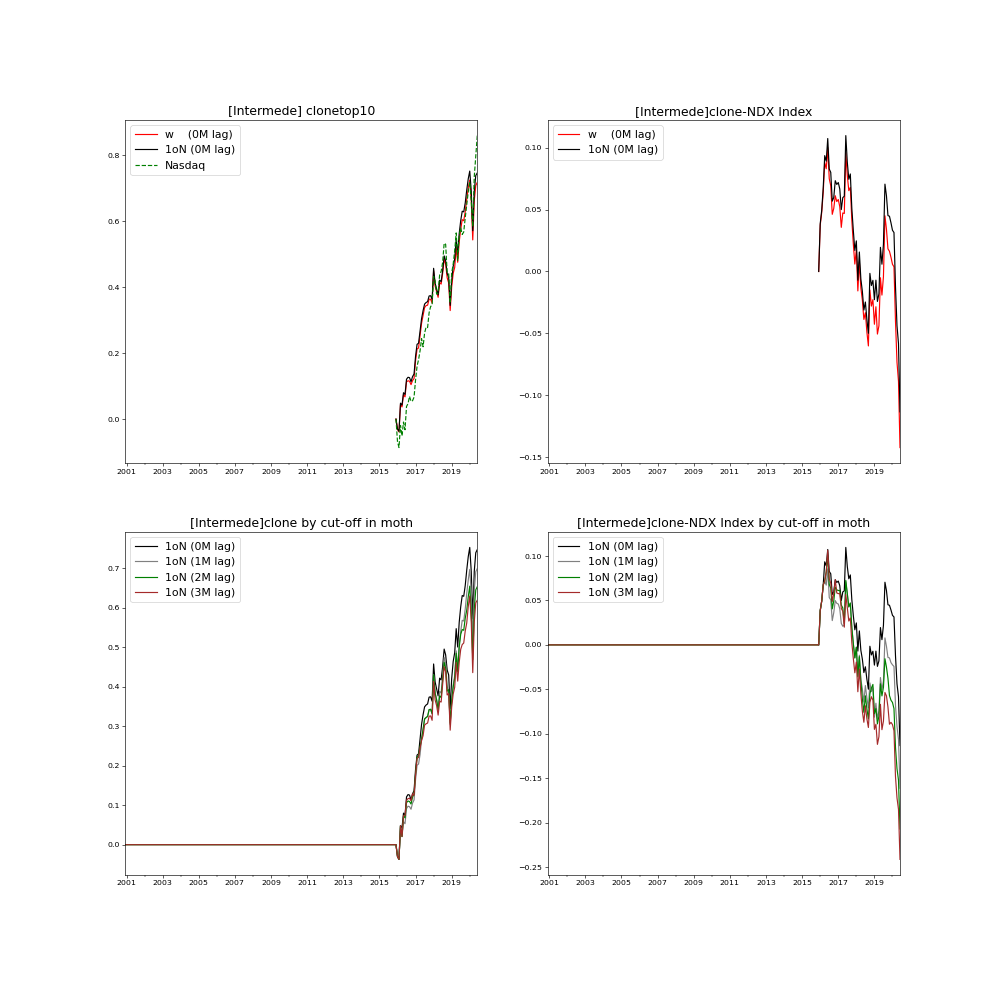 [Intermede] clonetop10
w (0M lag)
1oN (0M lag)
Nasdaq
0.8
0.6
0.4
0.2
0.0
2001 2003 2005 2007 2009 2011 2013 2015 2017 2019
[Intermede]clone-NDX Index
w (0M lag)
1oN (0M lag)
0.10
0.05
0.00
−0.05
−0.10
−0.15
2001 2003 2005 2007 2009 2011 2013 2015 2017 2019
[Intermede]clone by cut-off in moth
1oN (0M lag)
1oN (1M lag)
1oN (2M lag)
1oN (3M lag)
0.7
0.6
0.5
0.4
0.3
0.2
0.1
0.0
2001 2003 2005 2007 2009 2011 2013 2015 2017 2019
[Intermede]clone-NDX Index by cut-off in moth
1oN (0M lag)
1oN (1M lag)
1oN (2M lag)
1oN (3M lag)
0.10
0.05
0.00
−0.05
−0.10
−0.15
−0.20
−0.25
2001 2003 2005 2007 2009 2011 2013 2015 2017 2019